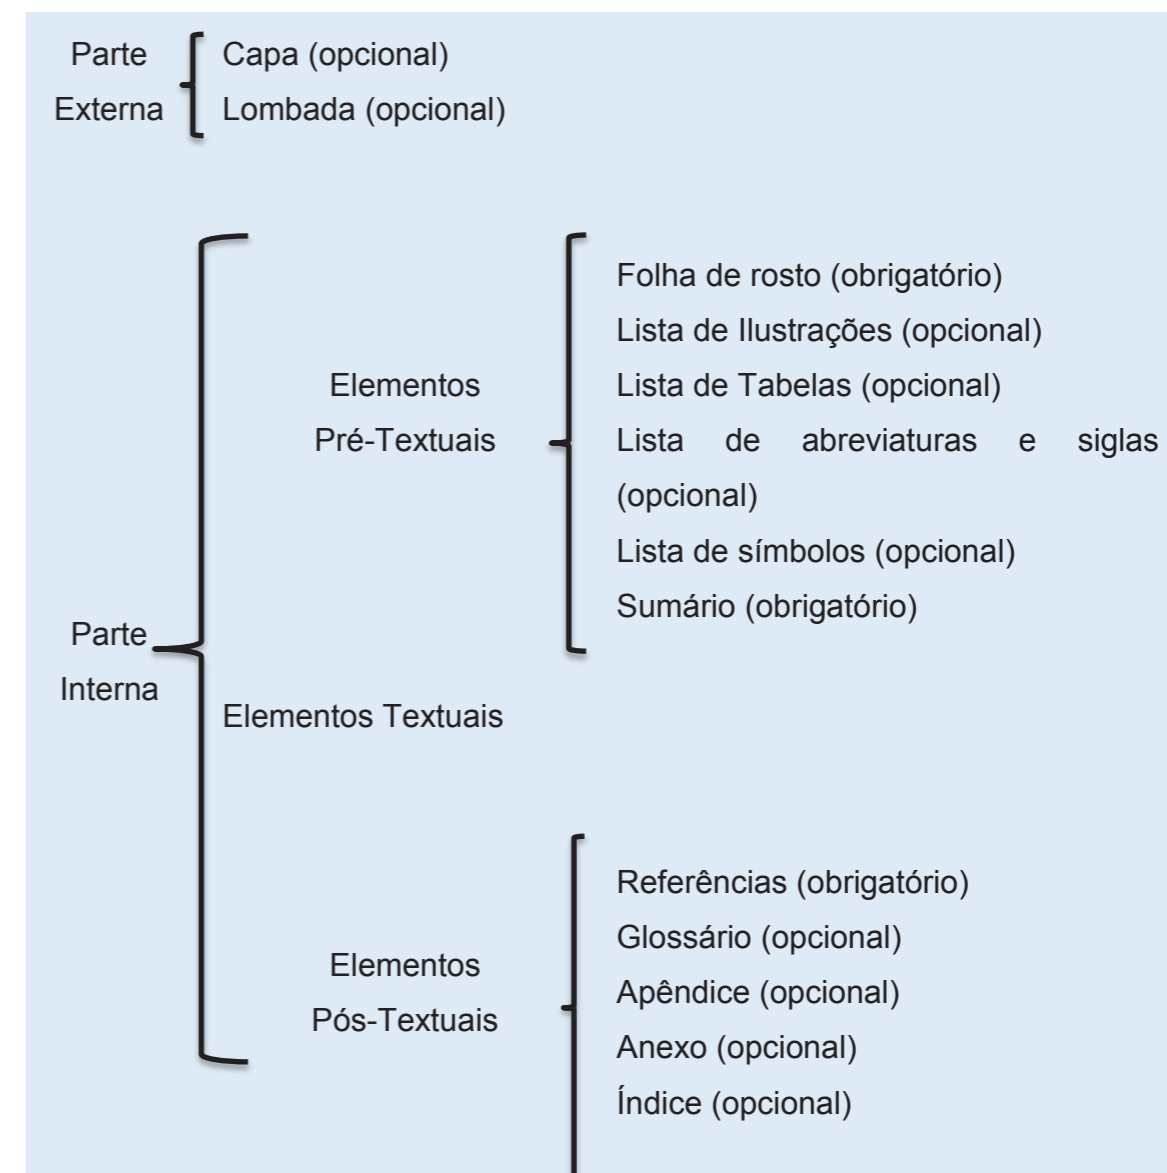 Parte
Externa
Capa (opcional)
Lombada (opcional)
Parte
Interna
Elementos
Pré-Textuais
Folha de rosto (obrigatório)
Lista de Ilustrações (opcional)
Lista de Tabelas (opcional)
Lista de abreviaturas e siglas
(opcional)
Lista de símbolos (opcional)
Sumário (obrigatório)
Elementos Textuais
Elementos
Pós-Textuais
Referências (obrigatório)
Glossário (opcional)
Apêndice (opcional)
Anexo (opcional)
Índice (opcional)